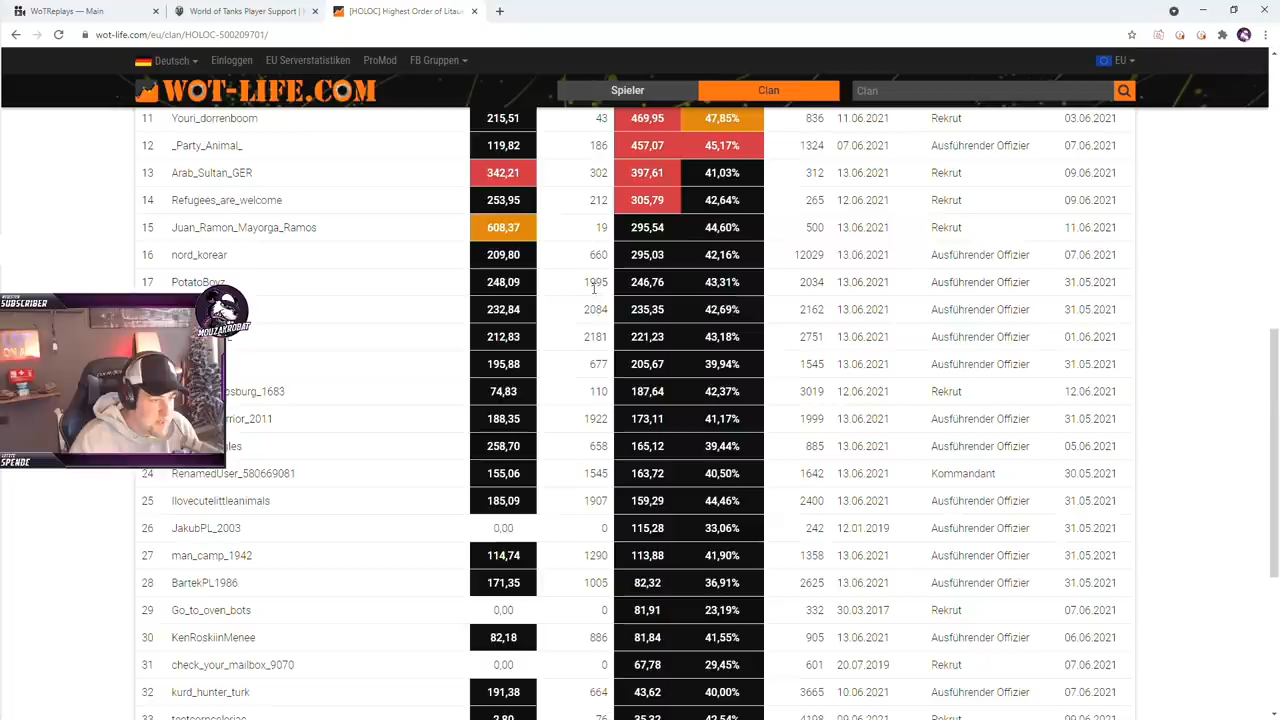 WoTReplays — Main
World of Tanks Player Support |
[HOLOC] Highest Order of Litau
wot-life.com/eu/clan/HOLOC-500209701/
Deutsch Einloggen EU Serverstatistiken ProMod FB Gruppen EU
WOT-LIFE.COM Spieler Clan Clan
11 Youri_dorrenboom 215,51 43 469,95 47,85% 836 11.06.2021 Rekrut 03.06.2021
12 _Party_Animal_ 119,82 186 457,07 45,17% 1324 07.06.2021 Ausführender Offizier 07.06.2021
13 Arab_Sultan_GER 342,21 302 397,61 41,03% 312 13.06.2021 Rekrut 09.06.2021
14 Refugees_are_welcome 253,95 212 305,79 42,64% 265 12.06.2021 Rekrut 09.06.2021
15 Juan_Ramon_Mayorga_Ramos 608,37 19 295,54 44,60% 500 13.06.2021 Rekrut 11.06.2021
16 nord_korear 209,80 660 295,03 42,16% 12029 13.06.2021 Ausführender Offizier 07.06.2021
17 PotatoBoyz 248,09 1995 246,76 43,31% 2034 13.06.2021 Ausführender Offizier 31.05.2021
232,84 2084 235,35 42,69% 2162 13.06.2021 Ausführender Offizier 31.05.2021
212,83 2181 221,23 43,18% 2751 13.06.2021 Ausführender Offizier 01.06.2021
195,88 677 205,67 39,94% 1545 13.06.2021 Ausführender Offizier 31.05.2021
sburg_1683 74,83 110 187,64 42,37% 3019 12.06.2021 Rekrut 12.06.2021
rrior_2011 188,35 1922 173,11 41,17% 1999 13.06.2021 Ausführender Offizier 31.05.2021
les 258,70 658 165,12 39,44% 885 13.06.2021 Ausführender Offizier 05.06.2021
24 RenamedUser_580669081 155,06 1545 163,72 40,50% 1642 13.06.2021 Kommandant 30.05.2021
25 Ilovecutelittleanimals 185,09 1907 159,29 44,46% 2400 13.06.2021 Ausführender Offizier 31.05.2021
26 JakubPL_2003 0,00 0 115,28 33,06% 242 12.01.2019 Ausführender Offizier 31.05.2021
27 man_camp_1942 114,74 1290 113,88 41,90% 1358 13.06.2021 Ausführender Offizier 31.05.2021
28 BartekPL1986 171,35 1005 82,32 36,91% 2625 13.06.2021 Ausführender Offizier 31.05.2021
29 Go_to_oven_bots 0,00 0 81,91 23,19% 332 30.03.2017 Rekrut 07.06.2021
30 KenRoskiinMenee 82,18 886 81,84 41,55% 905 13.06.2021 Ausführender Offizier 06.06.2021
31 check_your_mailbox_9070 0,00 0 67,78 29,45% 601 20.07.2019 Rekrut 07.06.2021
32 kurd_hunter_turk 191,38 664 43,62 40,00% 3665 10.06.2021 Ausführender Offizier 07.06.2021
SUBSCRIBER
MOUZAKROBAT
LETZTE
SPENDE